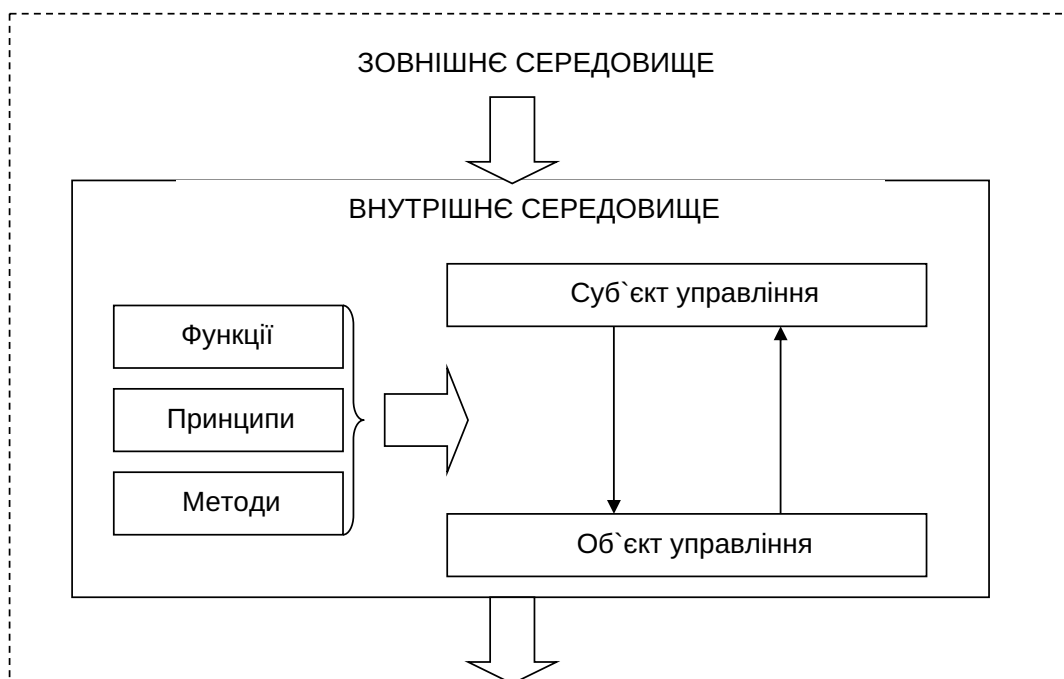 ЗОВНІШНЄ СЕРЕДОВИЩЕ
ВНУТРІШНЄ СЕРЕДОВИЩЕ
Суб`єкт управління
Функції
Принципи
Методи
Об`єкт управління